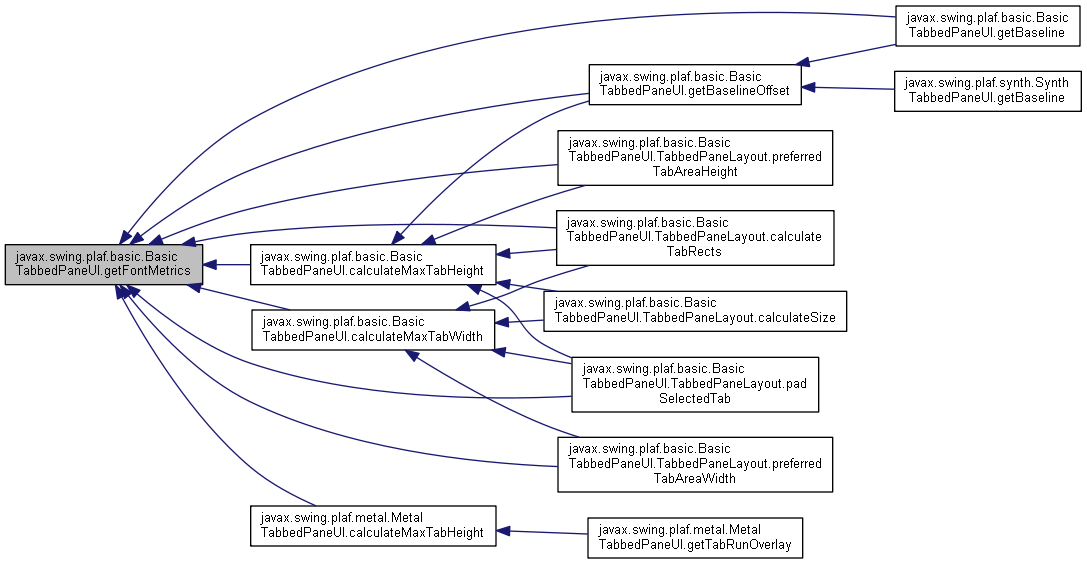 javax.swing.plaf.basic.Basic
TabbedPaneUI.getBaseline
javax.swing.plaf.basic.Basic
TabbedPaneUI.getBaselineOffset
javax.swing.plaf.synth.Synth
TabbedPaneUI.getBaseline
javax.swing.plaf.basic.Basic
TabbedPaneUI.TabbedPaneLayout.preferred
TabAreaHeight
javax.swing.plaf.basic.Basic
TabbedPaneUI.TabbedPaneLayout.calculate
TabRects
javax.swing.plaf.basic.Basic
TabbedPaneUI.getFontMetrics
javax.swing.plaf.basic.Basic
TabbedPaneUI.calculateMaxTabHeight
javax.swing.plaf.basic.Basic
TabbedPaneUI.TabbedPaneLayout.calculateSize
javax.swing.plaf.basic.Basic
TabbedPaneUI.calculateMaxTabWidth
javax.swing.plaf.basic.Basic
TabbedPaneUI.TabbedPaneLayout.pad
SelectedTab
javax.swing.plaf.basic.Basic
TabbedPaneUI.TabbedPaneLayout.preferred
TabAreaWidth
javax.swing.plaf.metal.Metal
TabbedPaneUI.calculateMaxTabHeight
javax.swing.plaf.metal.Metal
TabbedPaneUI.getTabRunOverlay